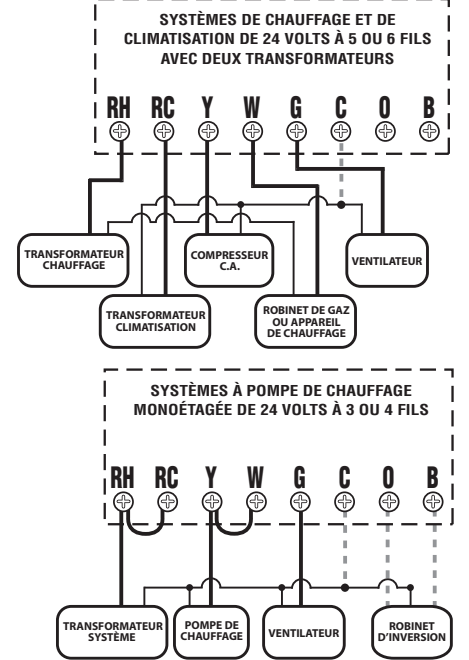 SYSTÈMES DE CHAUFFAGE ET DE
CLIMATISATION DE 24 VOLTS À 5 OU 6 FILS
AVEC DEUX TRANSFORMATEURS
RH RC Y W G C O B
TRANSFORMATEUR
CHAUFFAGE
COMPRESSEUR
C.A.
VENTILATEUR
TRANSFORMATEUR
CLIMATISATION
ROBINET DE GAZ
OU APPAREIL
DE CHAUFFAGE
SYSTÈMES À POMPE DE CHAUFFAGE
MONOÉTAGÉE DE 24 VOLTS À 3 OU 4 FILS
RH RC Y W G C O B
TRANSFORMATEUR
SYSTÈME
POMPE DE
CHAUFFAGE
VENTILATEUR
ROBINET
D'INVERSION